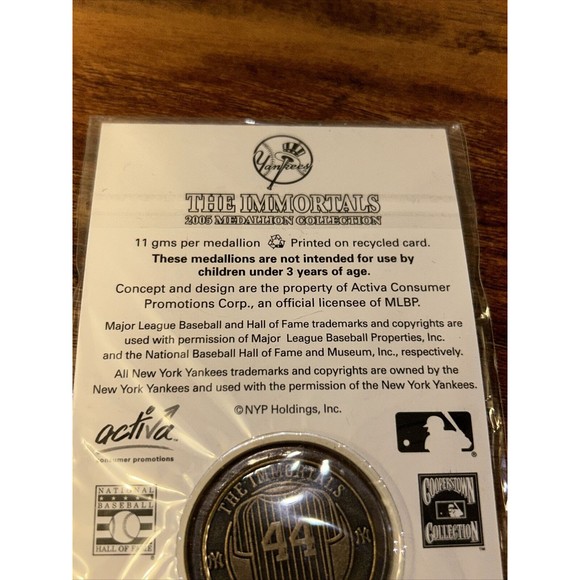 Yankees
THE IMMORTALS
2005 MEDALLION COLLECTION
11 gms per medallion Printed on recycled card.
These medallions are not intended for use by
children under 3 years of age.
Concept and design are the property of Activa Consumer
Promotions Corp., an official licensee of MLBP.
Major League Baseball and Hall of Fame trademarks and copyrights are
used with permission of Major League Baseball Properties, Inc.
and the National Baseball Hall of Fame and Museum, Inc., respectively.
All New York Yankees trademarks and copyrights are owned by the
New York Yankees and used with the permission of the New York Yankees.
©NYP Holdings, Inc.
activa™
consumer promotions
NATIONAL
BASEBALL
HALL OF FAME
THE IMMORTALS
NY 44 NY
COOPERSTOWN
COLLECTION™